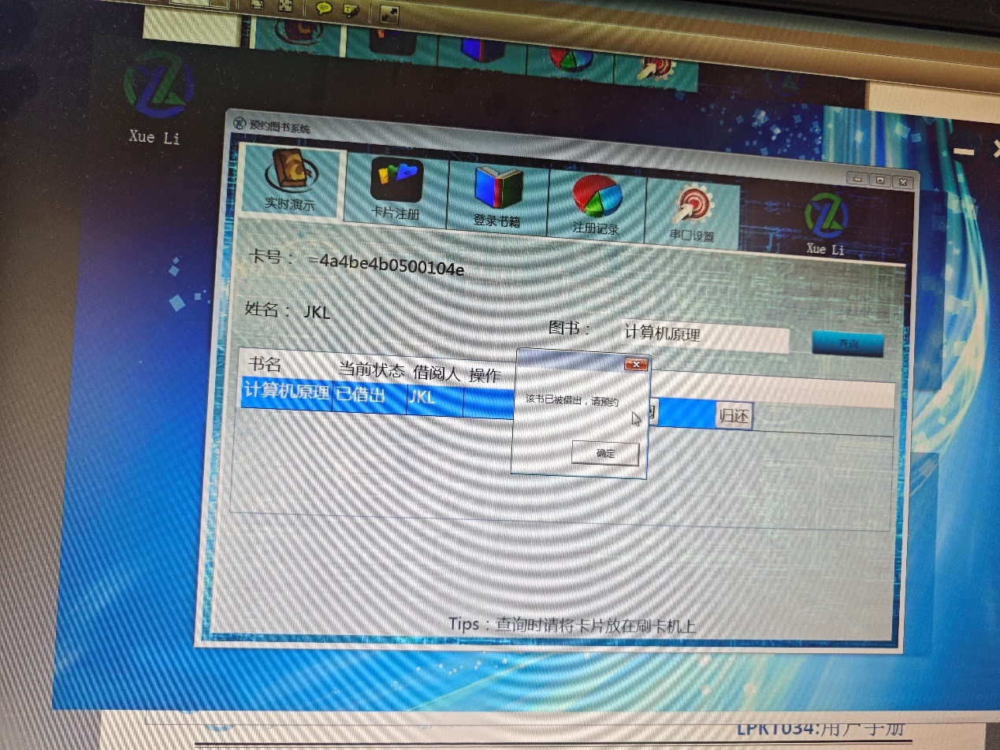 Xue Li
预约图书系统
实时演示
卡片注册
登录书籍
注册记录
串口设置
Xue Li
卡号： =4a4be4b0500104e
姓名： JKL
图书： 计算机原理 查询
书名 当前状态 借阅人 操作
计算机原理 已借出 JKL 归还
该书已被借出，请预约
确定
Tips：查询时请将卡片放在刷卡机上
LPK1034:用户手册